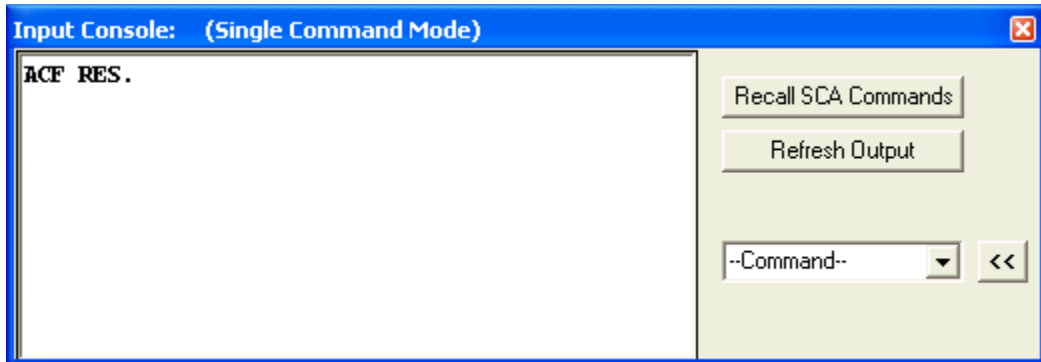 Input Console: (Single Command Mode)
ACF RES.
Recall SCA Commands
Refresh Output
--Command--
<<